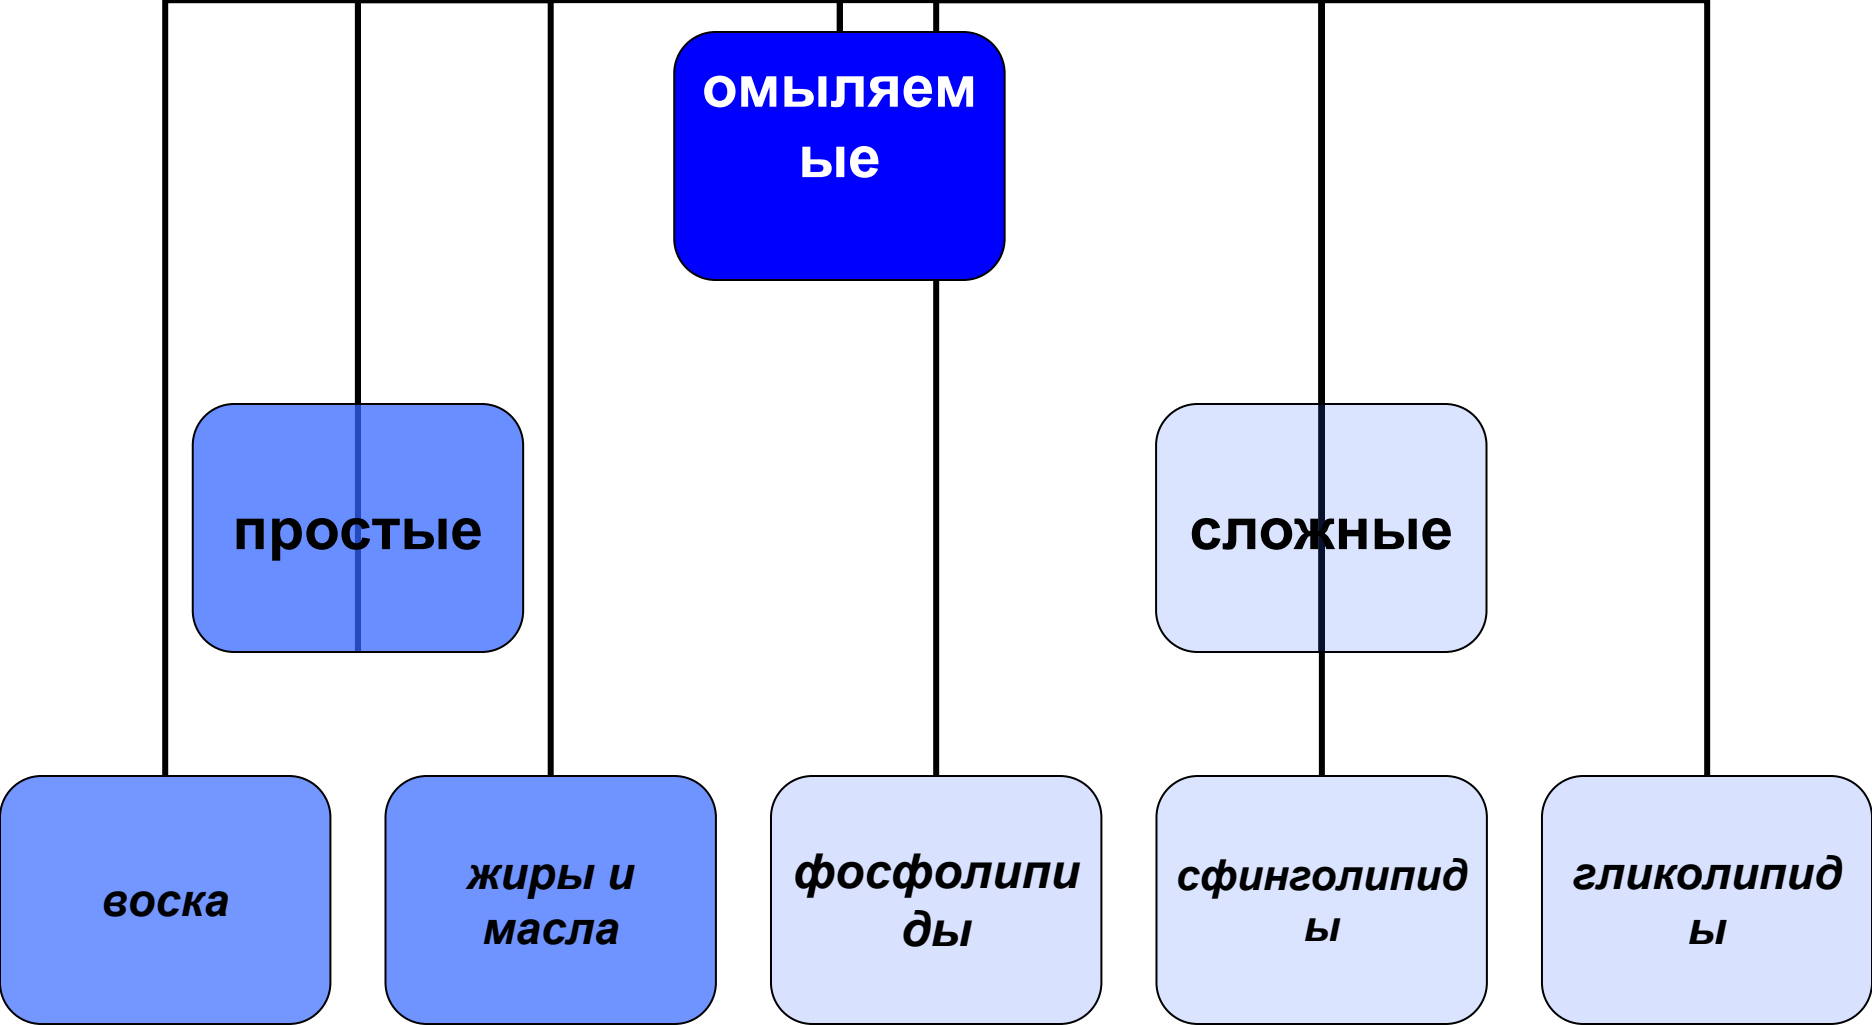 омыляем
ые
простые
сложные
воска
жиры и
масла
фосфолипи
ды
сфинголипид
ы
гликолипид
ы